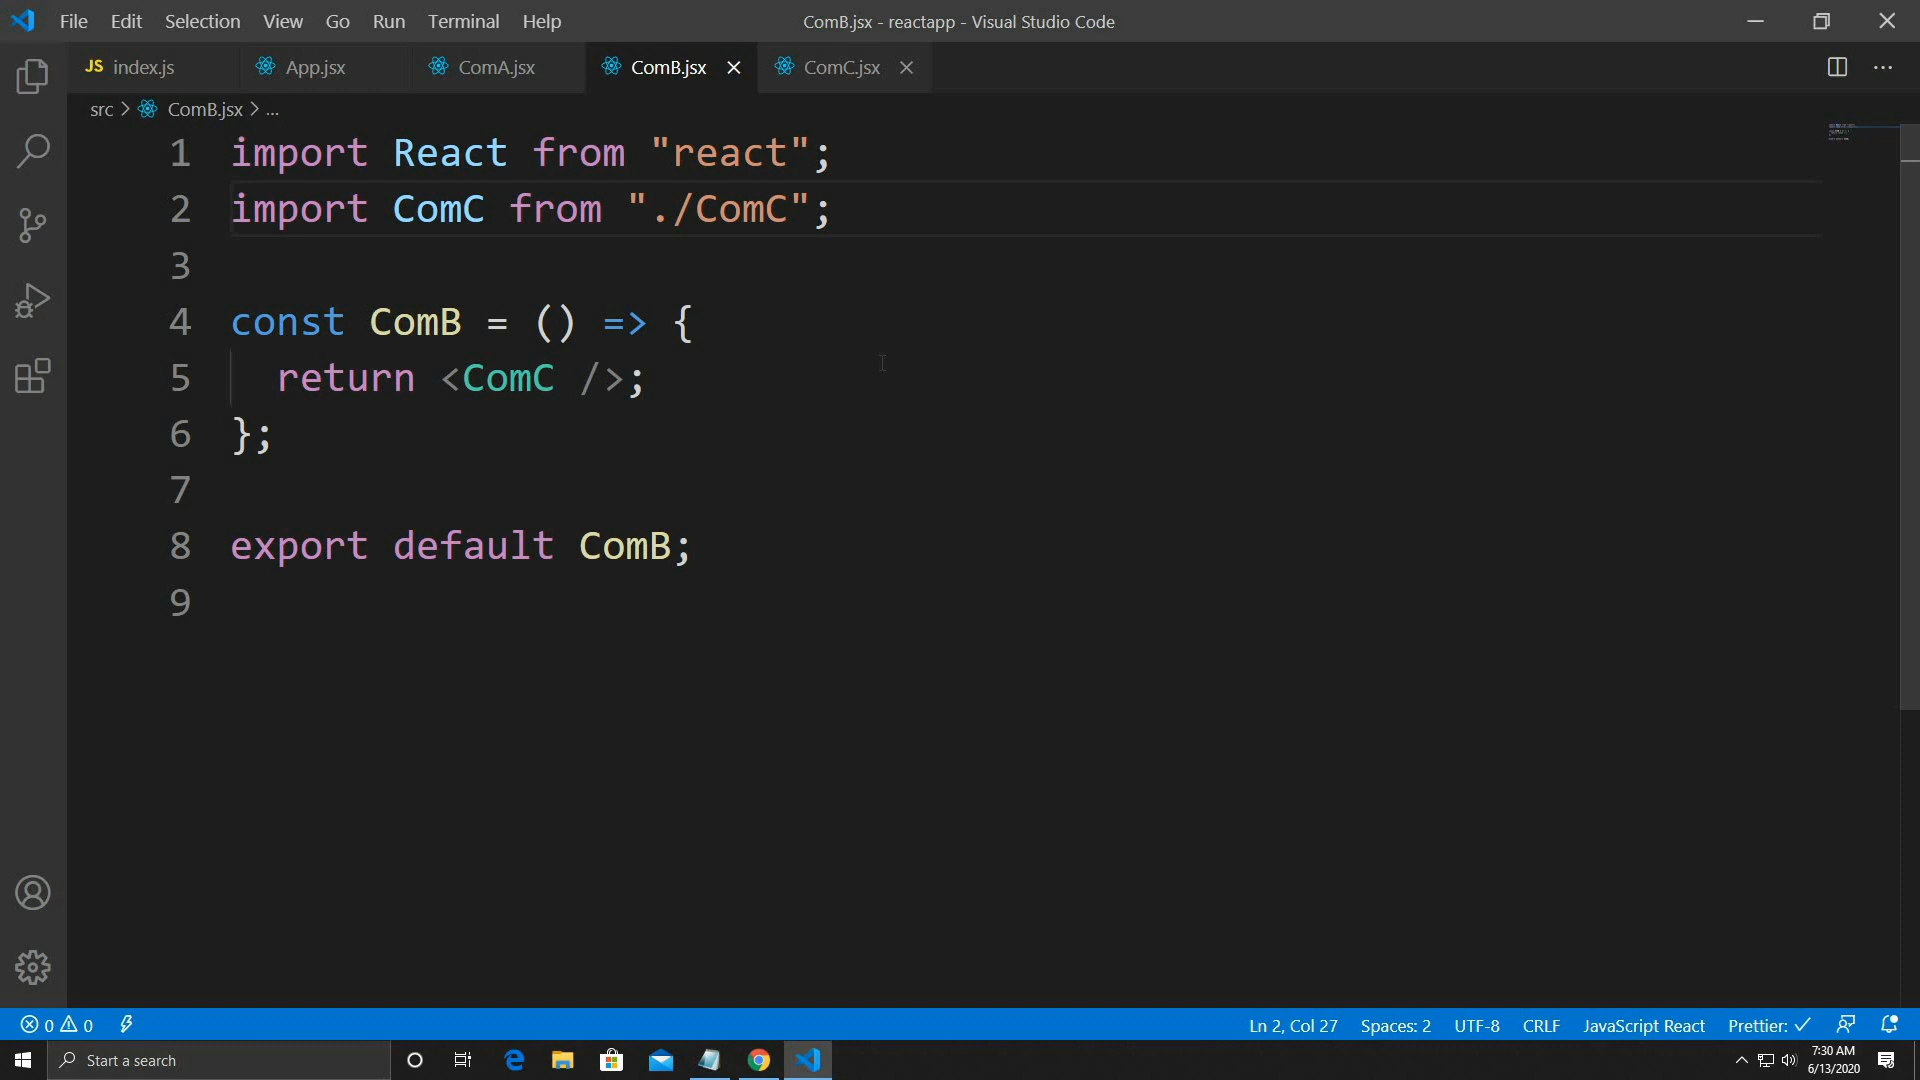 File Edit Selection View Go Run Terminal Help ComB.jsx - reactapp - Visual Studio Code
JS index.js App.jsx ComA.jsx ComB.jsx ComC.jsx
src > ComB.jsx > ...
1 import React from "react";
2 import ComC from "./ComC";
3
4 const ComB = () => {
5 return <ComC />;
6 };
7
8 export default ComB;
9
0 0 Ln 2, Col 27 Spaces: 2 UTF-8 CRLF JavaScript React Prettier: ✓
Start a search 7:30 AM
6/13/2020